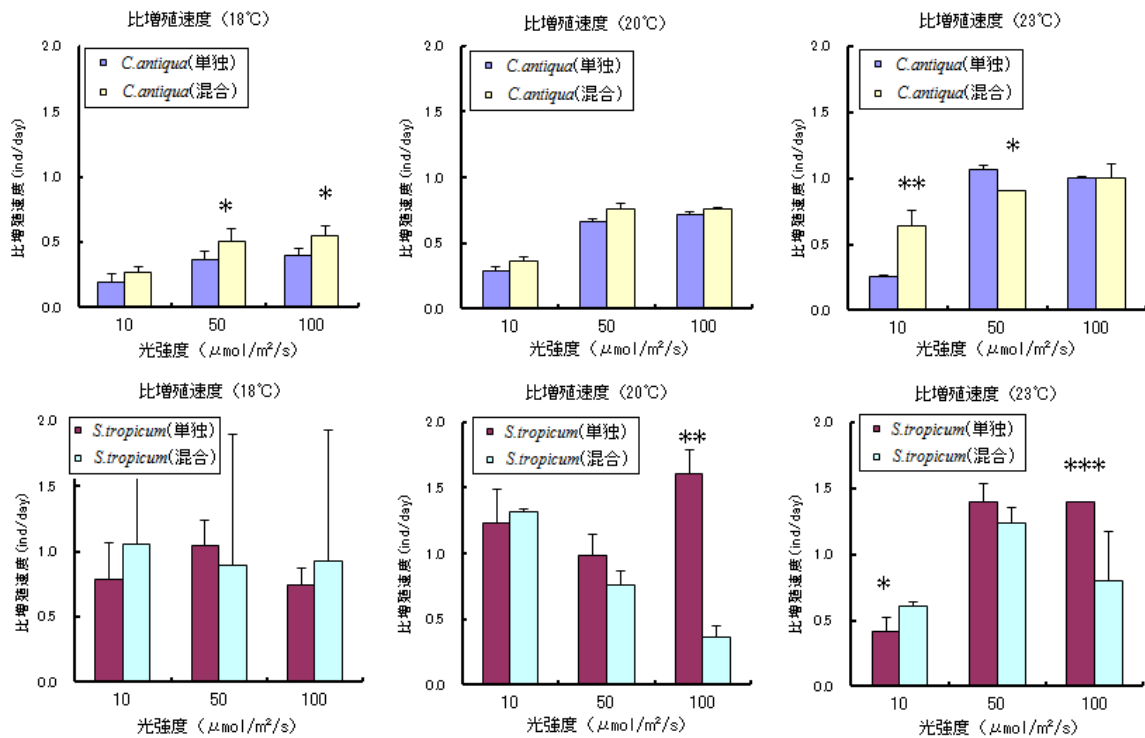 比増殖速度 (18℃)
2.0
1.5
1.0
0.5
0.0
比増殖速度(ind/day)
C.antiqua(単独)
C.antiqua(混合)
*
*
10
50
100
光強度 (μmol/m²/s)
比増殖速度 (20℃)
2.0
1.5
1.0
0.5
0.0
比増殖速度(ind/day)
C.antiqua(単独)
C.antiqua(混合)
10
50
100
光強度 (μmol/m²/s)
比増殖速度 (23℃)
2.0
1.5
1.0
0.5
0.0
比増殖速度(ind/day)
C.antiqua(単独)
C.antiqua(混合)
**
*
10
50
100
光強度 (μmol/m²/s)
比増殖速度 (18℃)
2.0
1.5
1.0
0.5
0.0
比増殖速度(ind/day)
S.tropicum(単独)
S.tropicum(混合)
10
50
100
光強度 (μmol/m²/s)
比増殖速度 (20℃)
2.0
1.5
1.0
0.5
0.0
比増殖速度(ind/day)
S.tropicum(単独)
S.tropicum(混合)
**
10
50
100
光強度 (μmol/m²/s)
比増殖速度 (23℃)
2.0
1.5
1.0
0.5
0.0
比増殖速度(ind/day)
S.tropicum(単独)
S.tropicum(混合)
*
***
10
50
100
光強度 (μmol/m²/s)